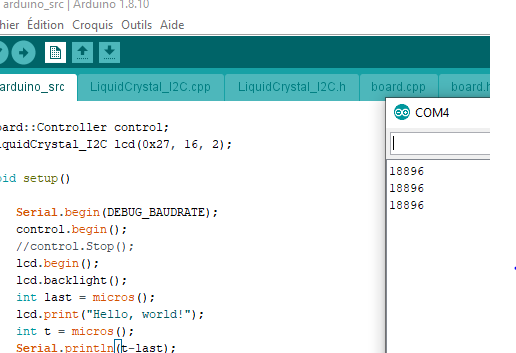 arduino_src | Arduino 1.8.10
hier Édition Croquis Outils Aide
arduino_src LiquidCrystal_I2C.cpp LiquidCrystal_I2C.h board.cpp board.h
COM4
oard::Controller control;
iquidCrystal_I2C lcd(0x27, 16, 2);
oid setup()
Serial.begin(DEBUG_BAUDRATE);
control.begin();
//control.Stop();
lcd.begin();
lcd.backlight();
int last = micros();
lcd.print("Hello, world!");
int t = micros();
Serial.println(t-last);
18896
18896
18896